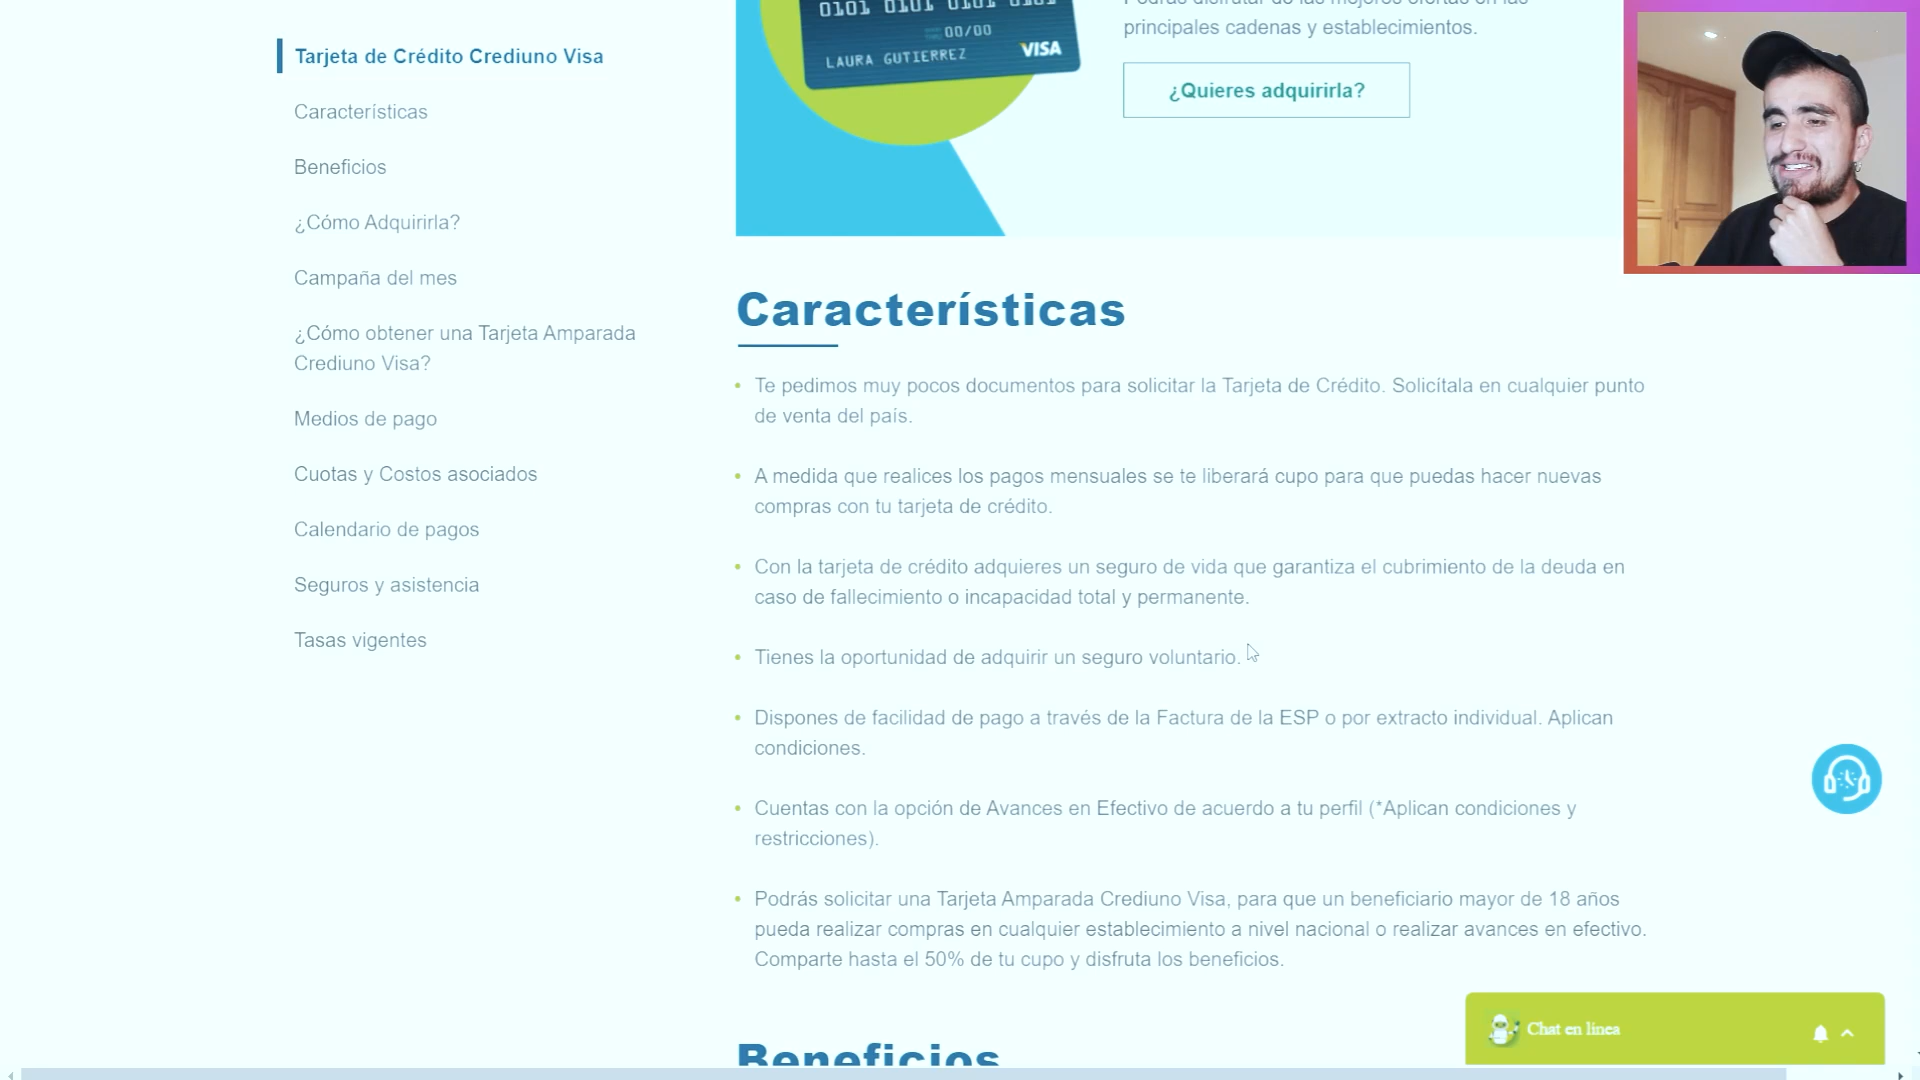 Tarjeta de Crédito Crediuno Visa
Características
Beneficios
¿Cómo Adquirirla?
Campaña del mes
¿Cómo obtener una Tarjeta Amparada
Crediuno Visa?
Medios de pago
Cuotas y Costos asociados
Calendario de pagos
Seguros y asistencia
Tasas vigentes
0101 0101 0101 0101
00/00
LAURA GUTIERREZ
VISA
Podrás disfrutar de las mejores ofertas en las
principales cadenas y establecimientos.
¿Quieres adquirirla?
Características
• Te pedimos muy pocos documentos para solicitar la Tarjeta de Crédito. Solicítala en cualquier punto
de venta del país.
• A medida que realices los pagos mensuales se te liberará cupo para que puedas hacer nuevas
compras con tu tarjeta de crédito.
• Con la tarjeta de crédito adquieres un seguro de vida que garantiza el cubrimiento de la deuda en
caso de fallecimiento o incapacidad total y permanente.
• Tienes la oportunidad de adquirir un seguro voluntario.
• Dispones de facilidad de pago a través de la Factura de la ESP o por extracto individual. Aplican
condiciones.
• Cuentas con la opción de Avances en Efectivo de acuerdo a tu perfil (*Aplican condiciones y
restricciones).
• Podrás solicitar una Tarjeta Amparada Crediuno Visa, para que un beneficiario mayor de 18 años
pueda realizar compras en cualquier establecimiento a nivel nacional o realizar avances en efectivo.
Comparte hasta el 50% de tu cupo y disfruta los beneficios.
Beneficios
Chat en línea